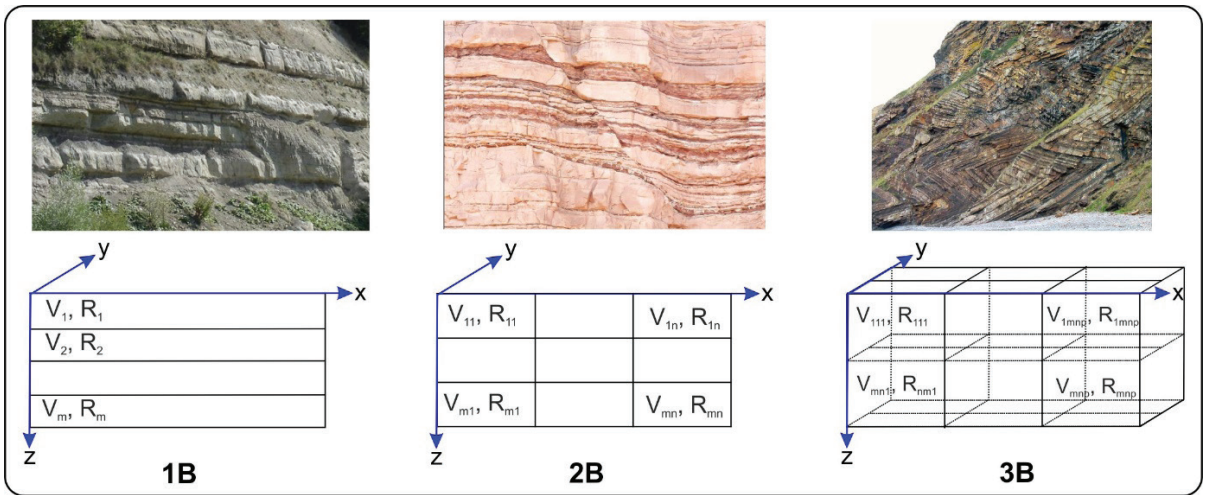 y
x
V₁, R₁
V₂, R₂
Vₘ, Rₘ
z
1B
y
x
V₁₁, R₁₁
V₁ₙ, R₁ₙ
Vₘ₁, Rₘ₁
Vₘₙ, Rₘₙ
z
2B
y
x
V₁₁₁, R₁₁₁
V₁ₘₙₚ, R₁ₘₙₚ
Vₘₙ₁, Rₙₘ₁
Vₘₙₚ, Rₘₙₚ
z
3B